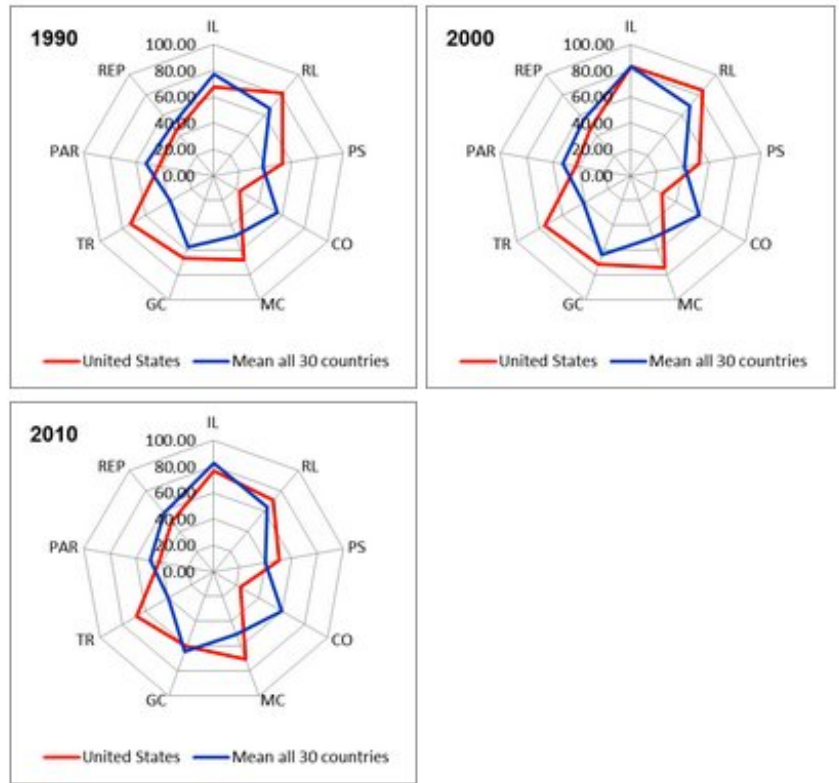 1990
IL
100.00
80.00
60.00
40.00
20.00
0.00
REP
RL
PAR
PS
TR
CO
GC
MC
United States
Mean all 30 countries
2000
IL
100.00
80.00
60.00
40.00
20.00
0.00
REP
RL
PAR
PS
TR
CO
GC
MC
United States
Mean all 30 countries
2010
IL
100.00
80.00
60.00
40.00
20.00
0.00
REP
RL
PAR
PS
TR
CO
GC
MC
United States
Mean all 30 countries